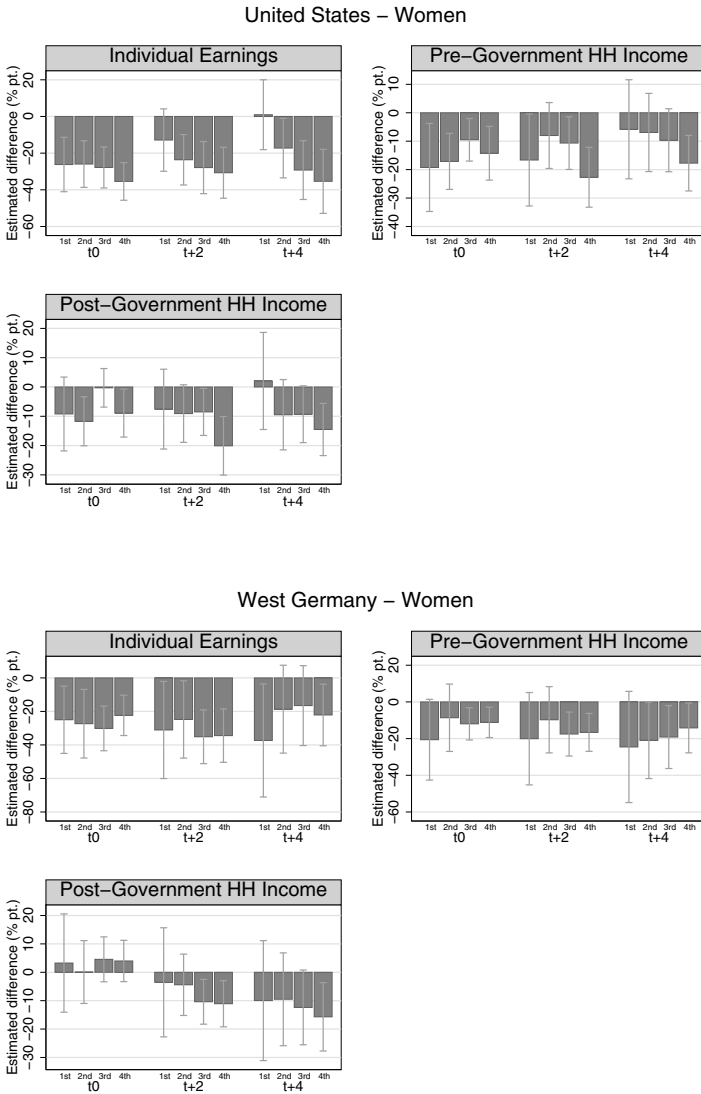 United States − Women
Individual Earnings
Estimated difference (% pt.)
20
0
−20
−40
−60
1st 2nd 3rd 4th 1st 2nd 3rd 4th 1st 2nd 3rd 4th
t0 t+2 t+4
Pre−Government HH Income
Estimated difference (% pt.)
10
0
−10
−20
−30
−40
1st 2nd 3rd 4th 1st 2nd 3rd 4th 1st 2nd 3rd 4th
t0 t+2 t+4
Post−Government HH Income
Estimated difference (% pt.)
20
10
0
−10
−20
−30
1st 2nd 3rd 4th 1st 2nd 3rd 4th 1st 2nd 3rd 4th
t0 t+2 t+4
West Germany − Women
Individual Earnings
Estimated difference (% pt.)
0
−20
−40
−60
−80
1st 2nd 3rd 4th 1st 2nd 3rd 4th 1st 2nd 3rd 4th
t0 t+2 t+4
Pre−Government HH Income
Estimated difference (% pt.)
20
0
−20
−40
−60
1st 2nd 3rd 4th 1st 2nd 3rd 4th 1st 2nd 3rd 4th
t0 t+2 t+4
Post−Government HH Income
Estimated difference (% pt.)
20
10
0
−10
−20
−30
1st 2nd 3rd 4th 1st 2nd 3rd 4th 1st 2nd 3rd 4th
t0 t+2 t+4